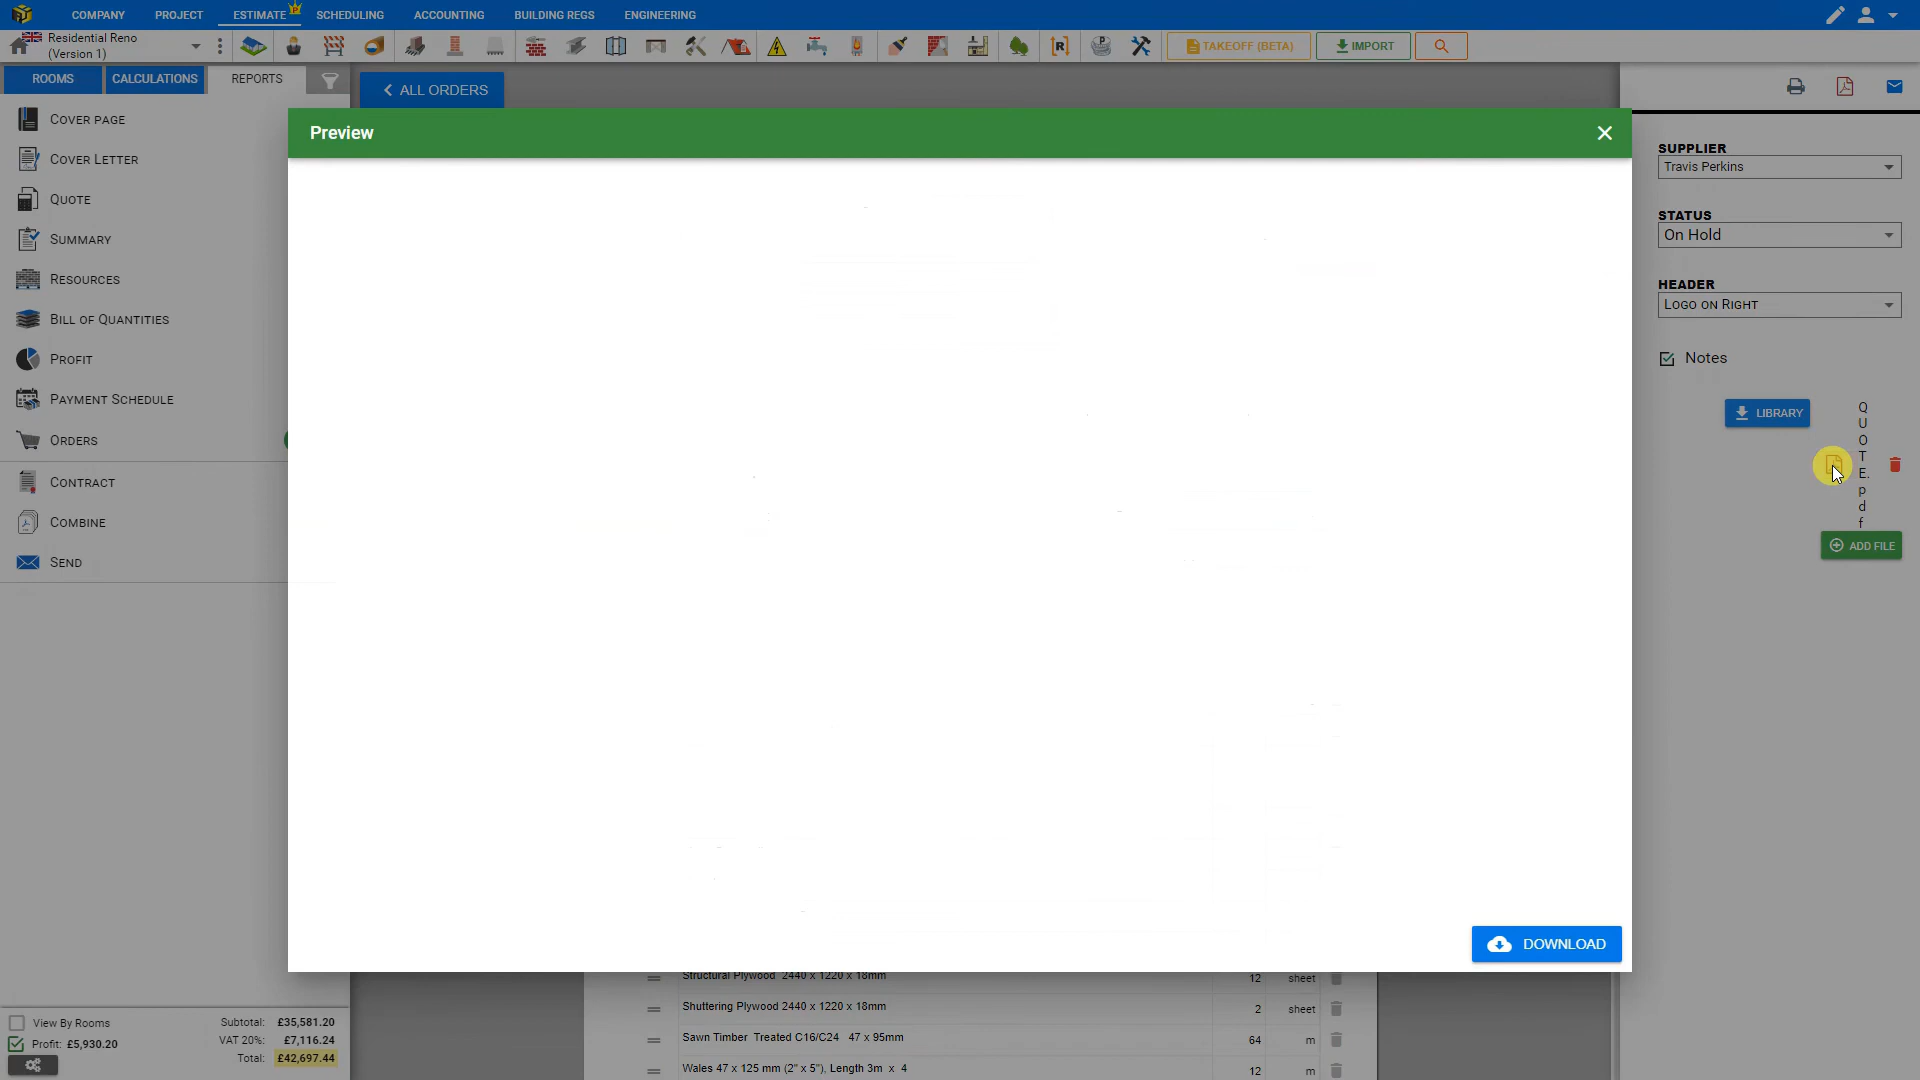 COMPANY PROJECT ESTIMATE SCHEDULING ACCOUNTING BUILDING REGS ENGINEERING
Residential Reno
(Version 1)
TAKEOFF (BETA) IMPORT
ROOMS CALCULATIONS REPORTS
ALL ORDERS
COVER PAGE
COVER LETTER
QUOTE
SUMMARY
RESOURCES
BILL OF QUANTITIES
PROFIT
PAYMENT SCHEDULE
ORDERS
CONTRACT
COMBINE
SEND
View By Rooms
Profit: £5,930.20
Subtotal: £35,581.20
VAT 20%: £7,116.24
Total: £42,697.44
Preview
DOWNLOAD
Structural Plywood 2440 x 1220 x 18mm 12 sheet
Shuttering Plywood 2440 x 1220 x 18mm 2 sheet
Sawn Timber Treated C16/C24 47 x 95mm 64 m
Wales 47 x 125 mm (2" x 5"), Length 3m x 4 12 m
SUPPLIER
Travis Perkins
STATUS
On Hold
HEADER
LOGO ON RIGHT
Notes
LIBRARY
QUOTE.pdf
ADD FILE